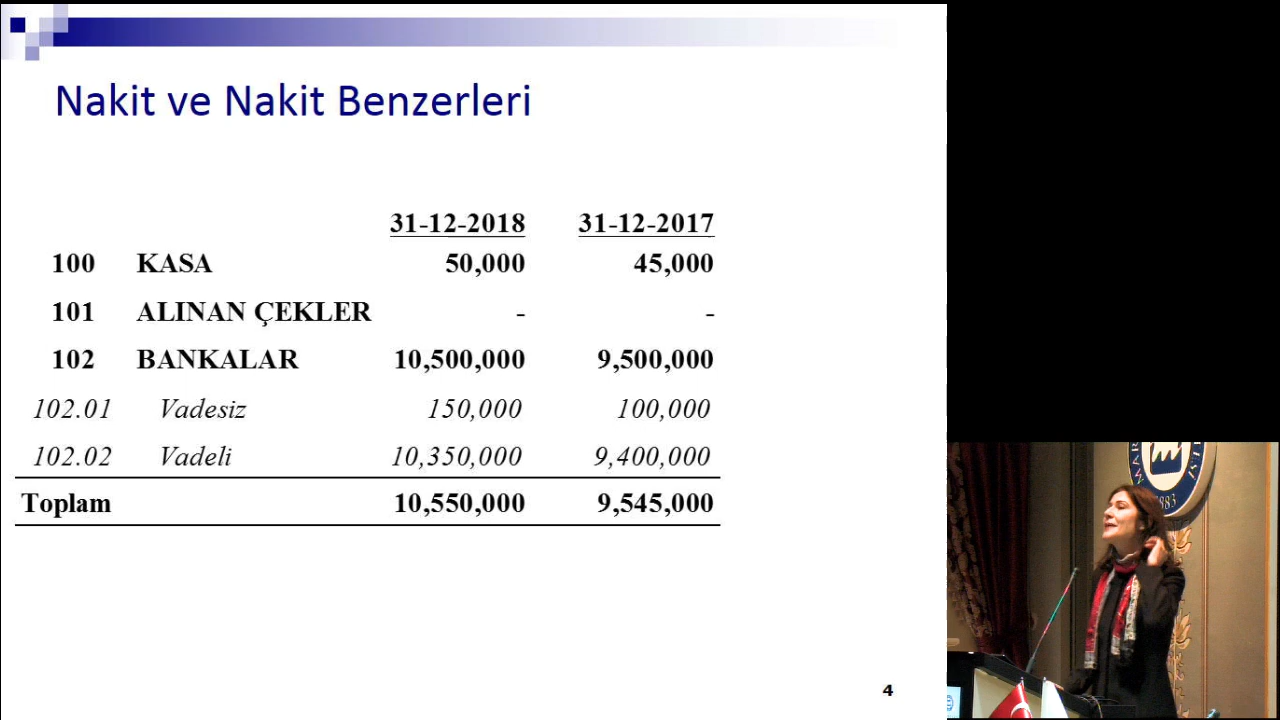 Nakit ve Nakit Benzerleri
31-12-2018 31-12-2017
100 KASA 50,000 45,000
101 ALINAN ÇEKLER - -
102 BANKALAR 10,500,000 9,500,000
102.01 Vadesiz 150,000 100,000
102.02 Vadeli 10,350,000 9,400,000
Toplam 10,550,000 9,545,000
4